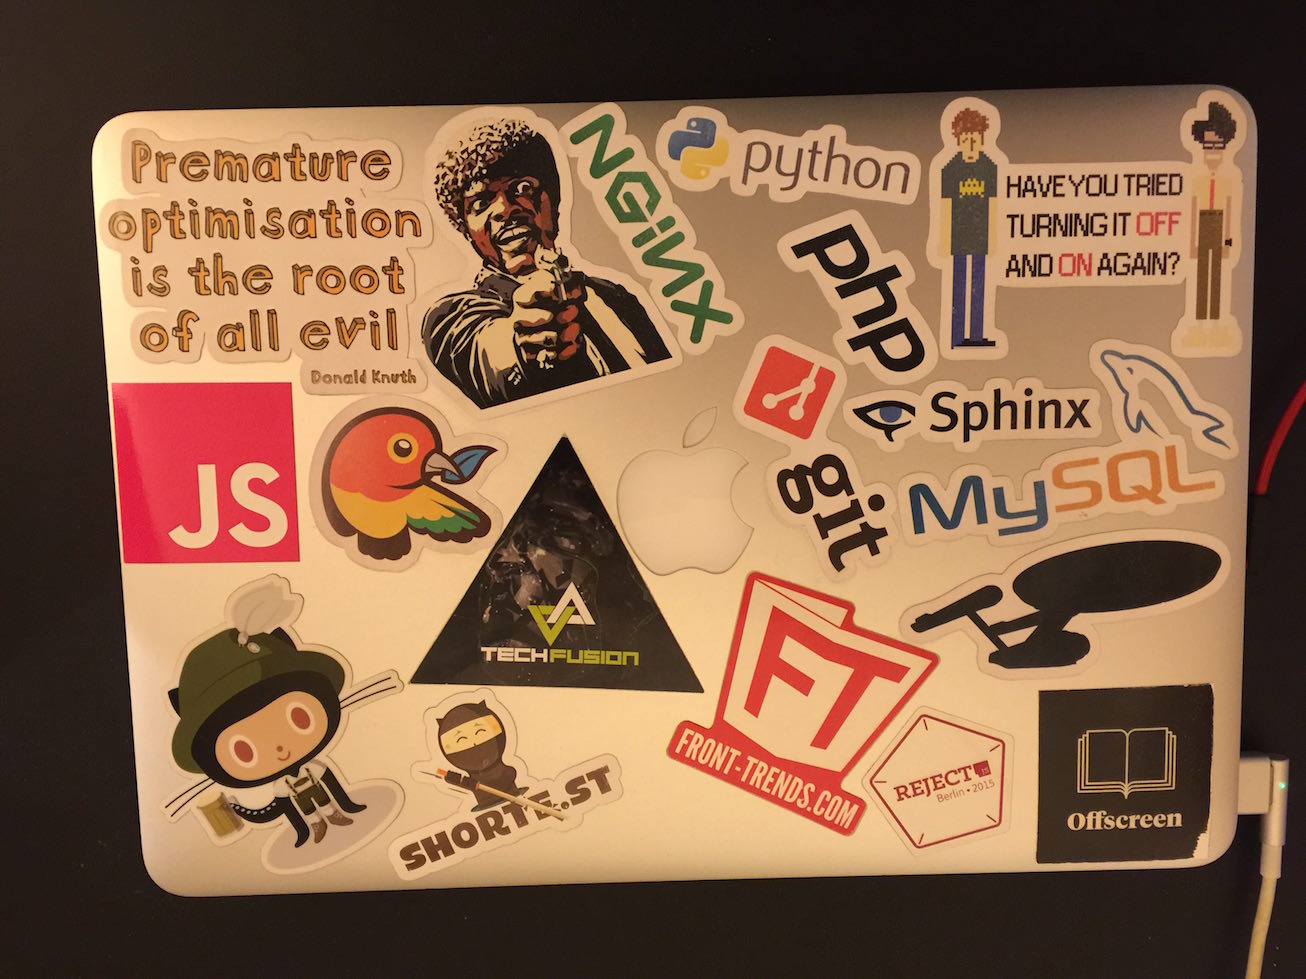 Premature
optimisation
is the root
of all evil
Donald Knuth
NGiNX
python
HAVE YOU TRIED
TURNING IT OFF
AND ON AGAIN?
php
git
Sphinx
MySQL
JS
TECHFUSION
FT
FRONT-TRENDS.COM
REJECT JS
Berlin • 2015
Offscreen
SHORTE.ST